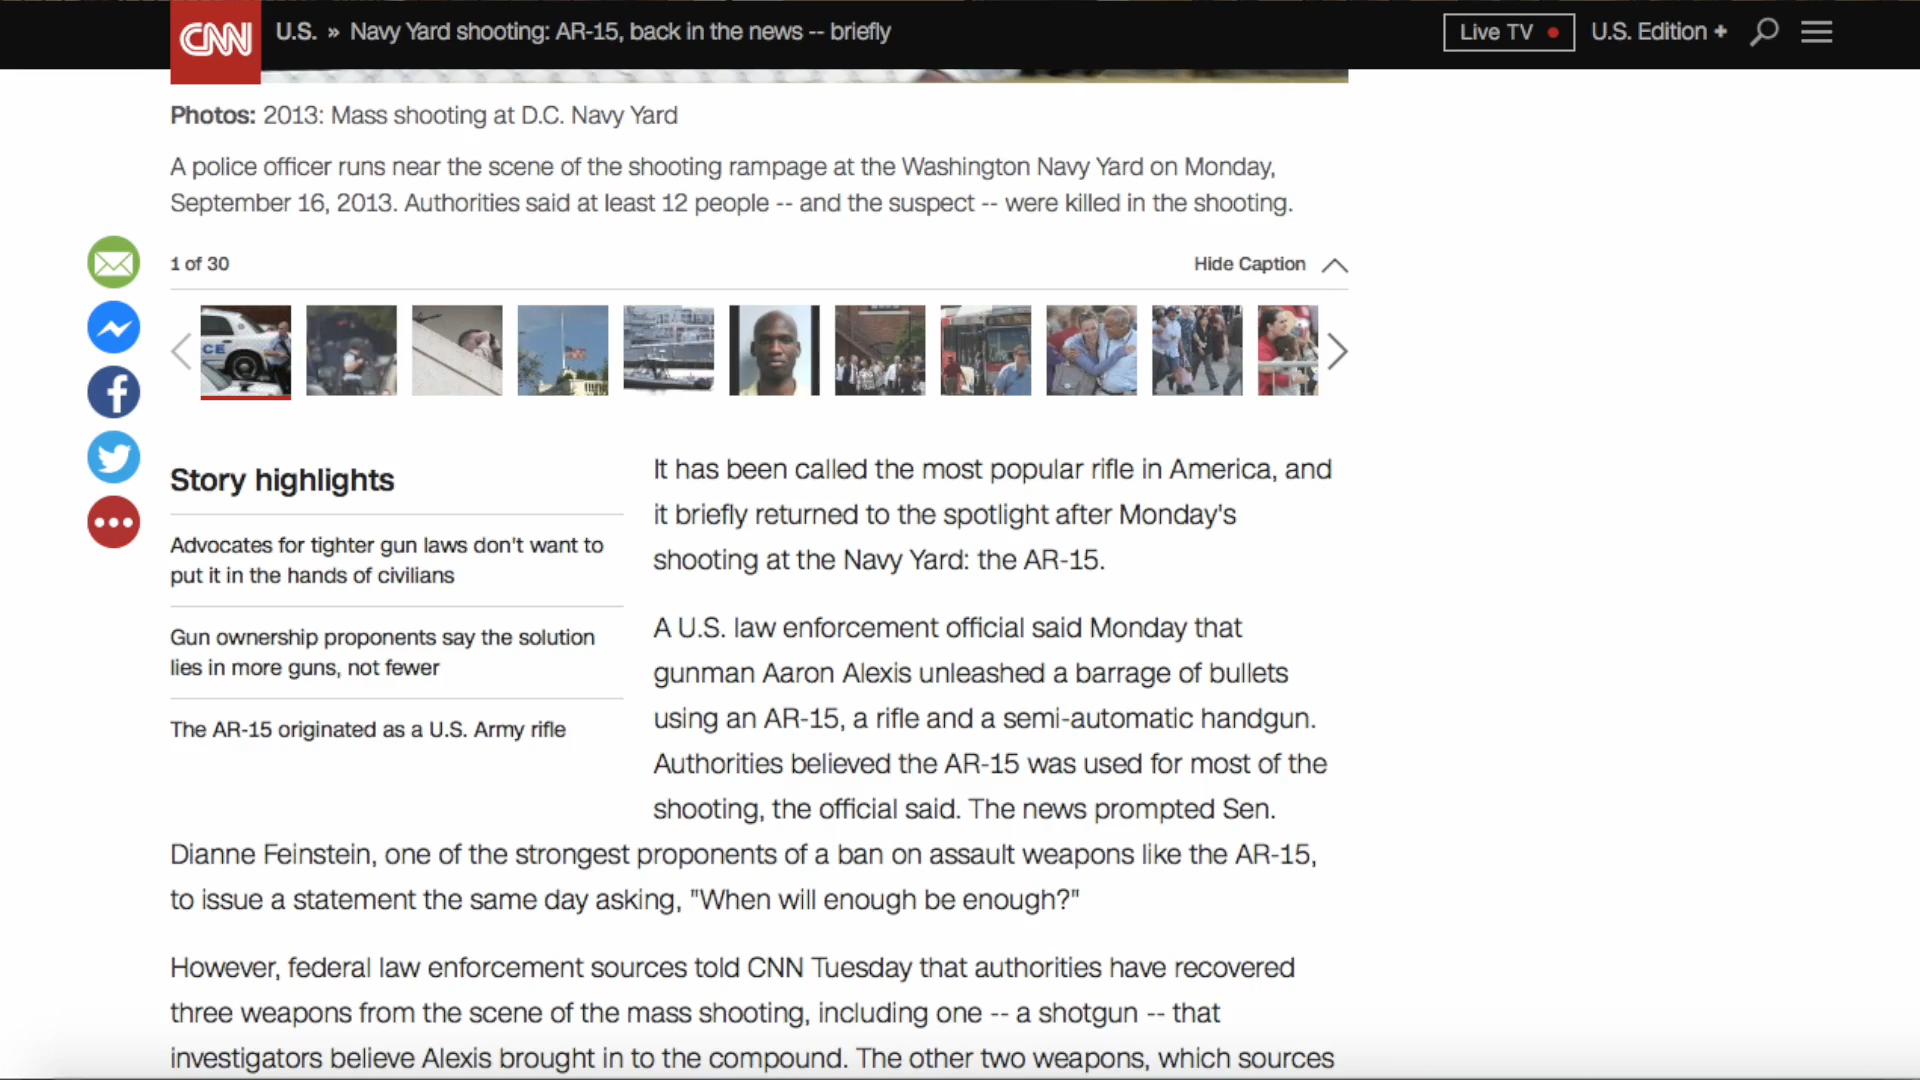 CNN U.S. » Navy Yard shooting: AR-15, back in the news -- briefly Live TV U.S. Edition +
Photos: 2013: Mass shooting at D.C. Navy Yard
A police officer runs near the scene of the shooting rampage at the Washington Navy Yard on Monday,
September 16, 2013. Authorities said at least 12 people -- and the suspect -- were killed in the shooting.
1 of 30 Hide Caption
CE
Story highlights
Advocates for tighter gun laws don't want to
put it in the hands of civilians
Gun ownership proponents say the solution
lies in more guns, not fewer
The AR-15 originated as a U.S. Army rifle
It has been called the most popular rifle in America, and
it briefly returned to the spotlight after Monday's
shooting at the Navy Yard: the AR-15.
A U.S. law enforcement official said Monday that
gunman Aaron Alexis unleashed a barrage of bullets
using an AR-15, a rifle and a semi-automatic handgun.
Authorities believed the AR-15 was used for most of the
shooting, the official said. The news prompted Sen.
Dianne Feinstein, one of the strongest proponents of a ban on assault weapons like the AR-15,
to issue a statement the same day asking, "When will enough be enough?"
However, federal law enforcement sources told CNN Tuesday that authorities have recovered
three weapons from the scene of the mass shooting, including one -- a shotgun -- that
investigators believe Alexis brought in to the compound. The other two weapons, which sources